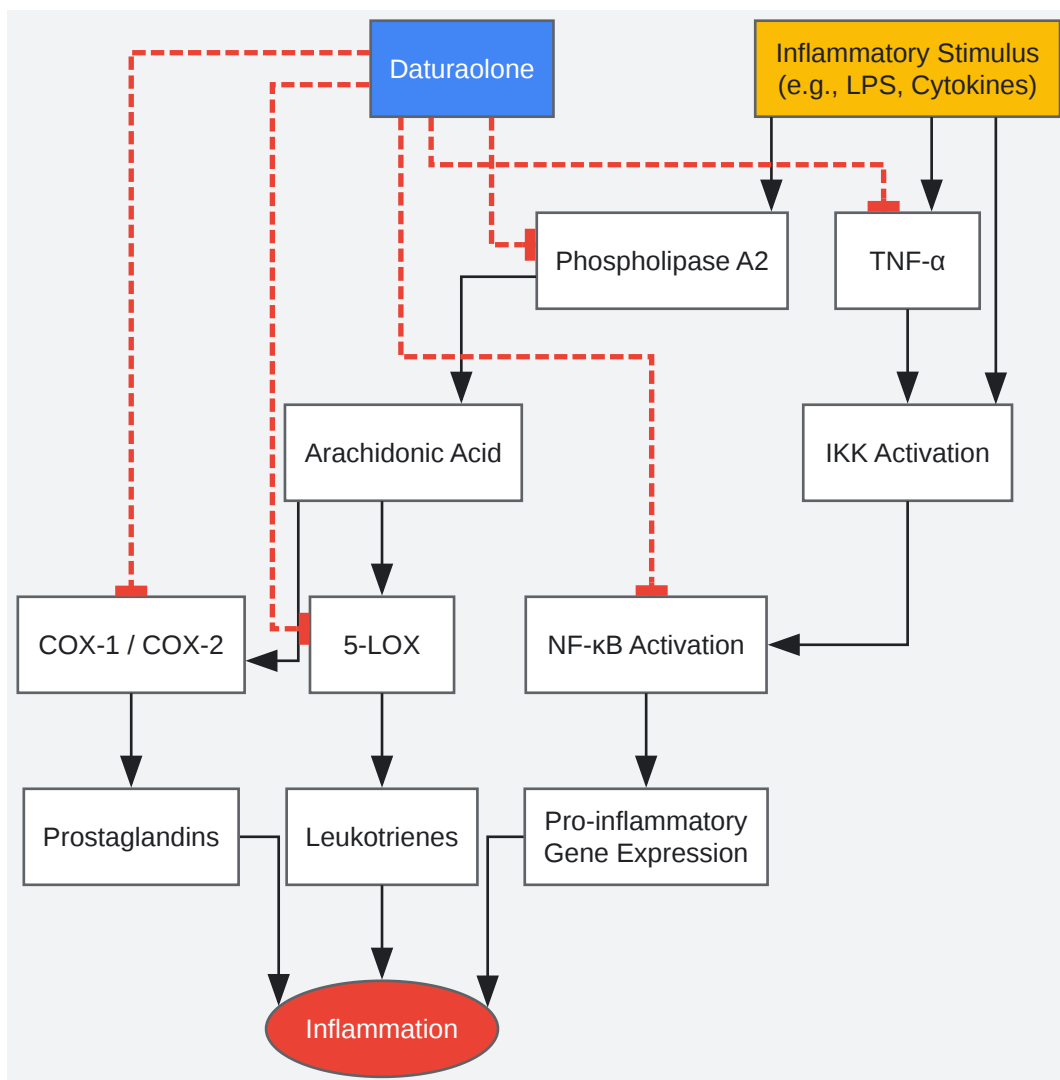 Daturaolone
Inflammatory Stimulus
(e.g., LPS, Cytokines)
Phospholipase A2
TNF-α
Arachidonic Acid
IKK Activation
COX-1 / COX-2
5-LOX
NF-κB Activation
Prostaglandins
Leukotrienes
Pro-inflammatory
Gene Expression
Inflammation